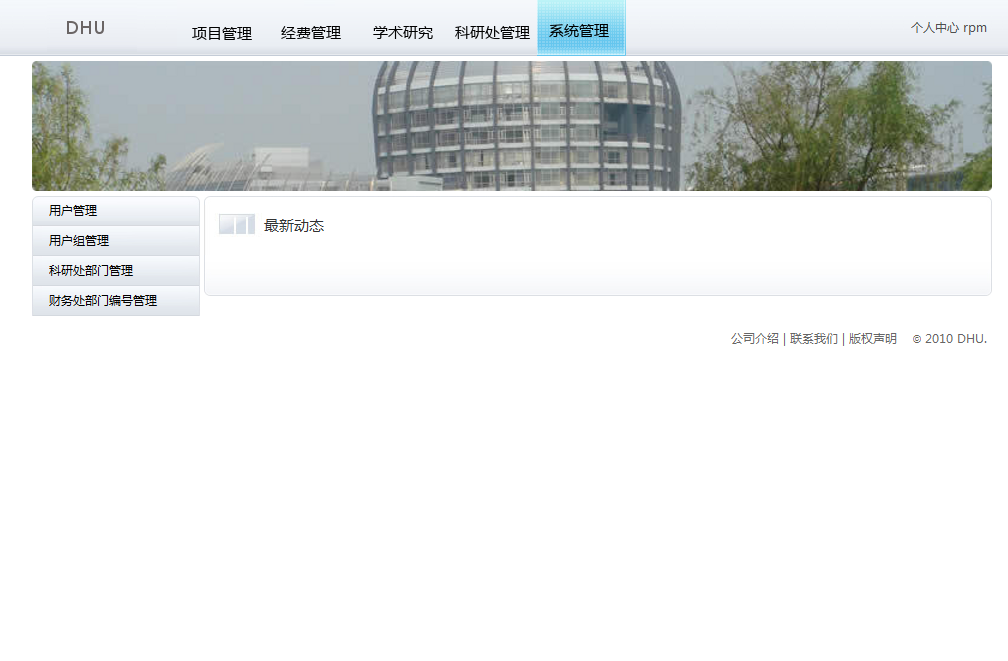 DHU 项目管理 经费管理 学术研究 科研处管理 系统管理 个人中心 rpm
用户管理
用户组管理
科研处部门管理
财务处部门编号管理
最新动态
公司介绍 | 联系我们 | 版权声明 © 2010 DHU.